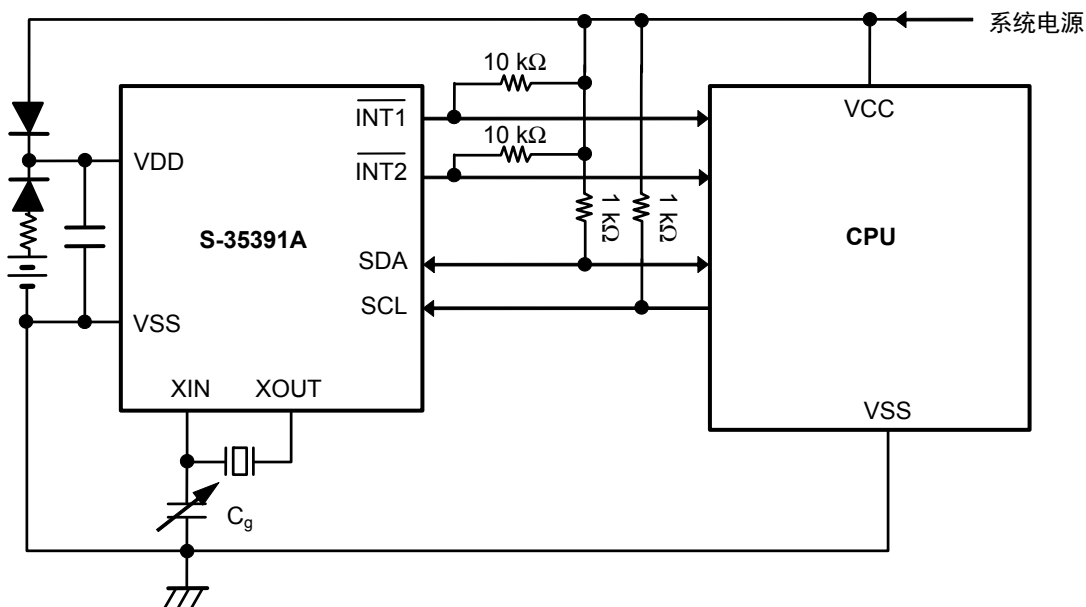 系统电源
10 kΩ
INT1
VCC
10 kΩ
VDD
INT2
1 kΩ
1 kΩ
S-35391A
CPU
SDA
SCL
VSS
XIN
XOUT
VSS
Cg